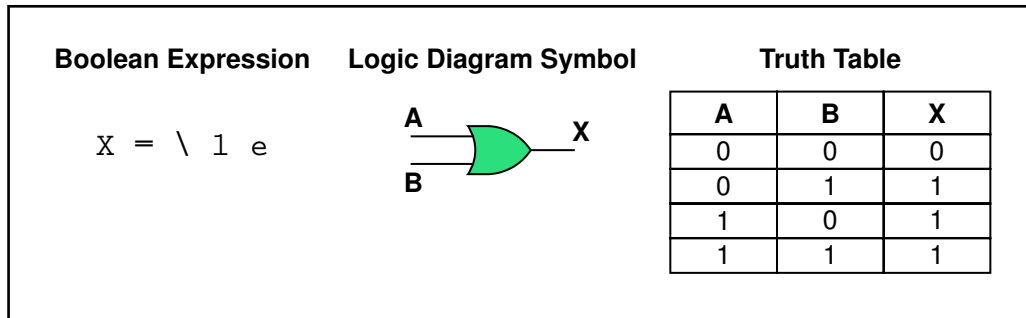 Boolean Expression Logic Diagram Symbol Truth Table
X = \ l e
A
B
X
A B X
0 0 0
0 1 1
1 0 1
1 1 1